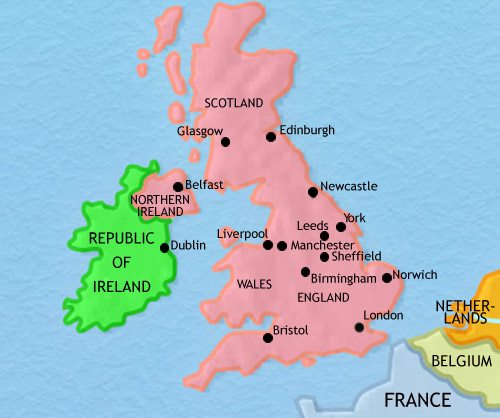 SCOTLAND
Glasgow
Edinburgh
Belfast
NORTHERN
IRELAND
Newcastle
York
Leeds
REPUBLIC
OF
IRELAND
Dublin
Liverpool
Manchester
Sheffield
Birmingham
Norwich
WALES
ENGLAND
London
Bristol
NETHER-
LANDS
BELGIUM
FRANCE